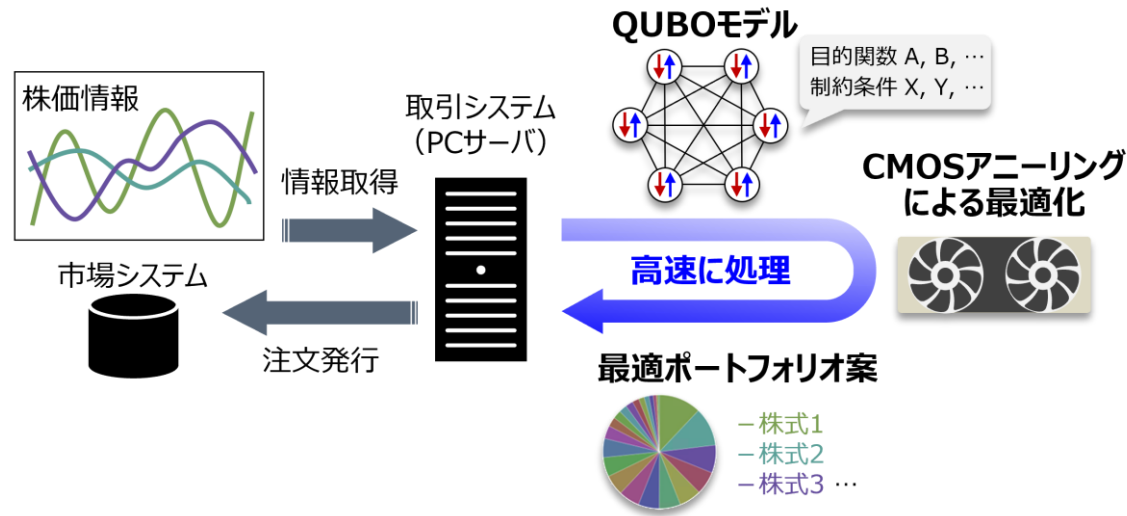 株価情報
市場システム
情報取得
注文発行
取引システム
（PCサーバ）
QUBOモデル
目的関数 A, B, …
制約条件 X, Y, …
CMOSアニーリング
による最適化
高速に処理
最適ポートフォリオ案
－株式1
－株式2
－株式3 …